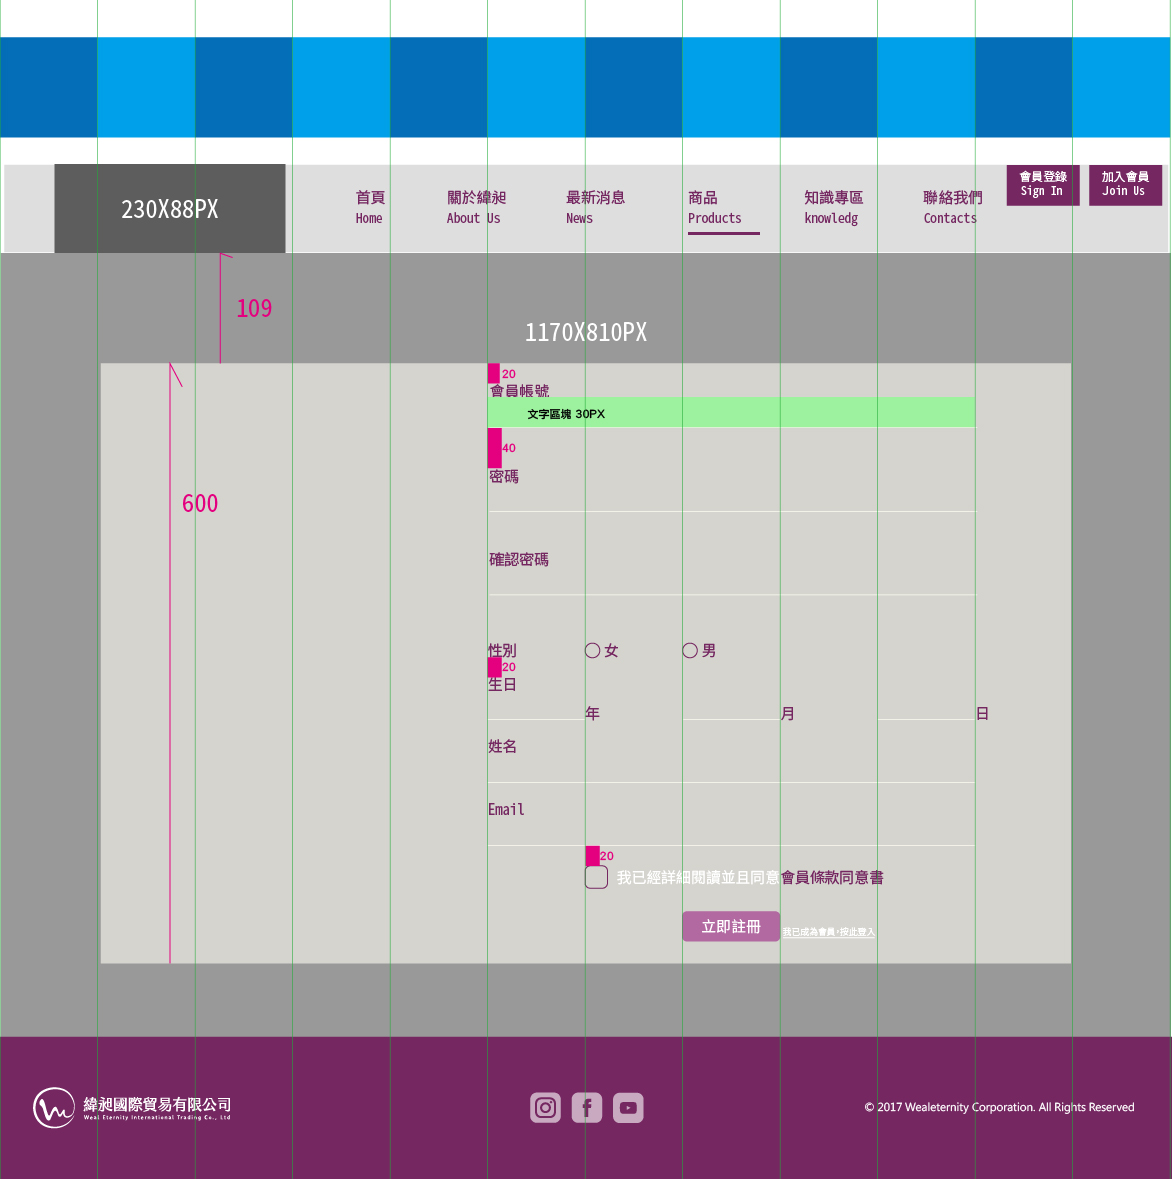 230X88PX
首頁
Home
關於緯昶
About Us
最新消息
News
商品
Products
知識專區
knowledg
聯絡我們
Contacts
會員登錄
Sign In
加入會員
Join Us
109
1170X810PX
600
20
會員帳號
文字區塊 30PX
40
密碼
確認密碼
性別
女
男
20
生日
年
月
日
姓名
Email
20
我已經詳細閱讀並且同意會員條款同意書
立即註冊
我已成為會員,按此登入
緯昶國際貿易有限公司
Weal Eternity International Trading Co., Ltd
© 2017 Wealeternity Corporation. All Rights Reserved